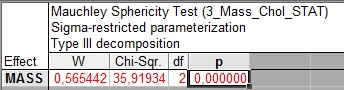 Mauchley Sphericity Test (3_Mass_Chol_STAT)
Sigma-restricted parameterization
Type III decomposition
Effect W Chi-Sqr. df p
MASS 0,565442 35,91934 2 0,000000